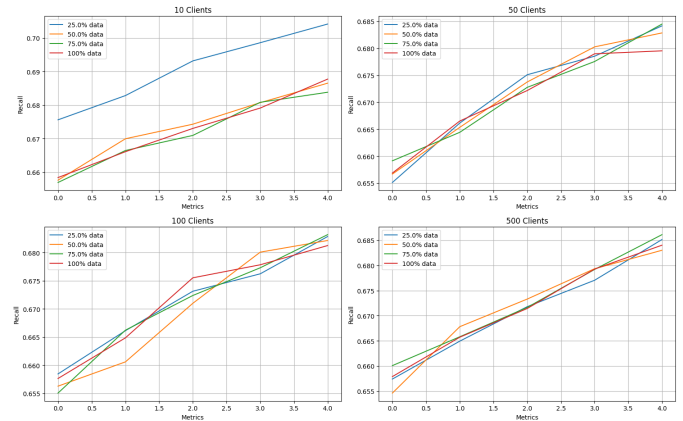 10 Clients
25.0% data
50.0% data
75.0% data
100% data
0.70
0.69
0.68
0.67
0.66
Recall
0.0 0.5 1.0 1.5 2.0 2.5 3.0 3.5 4.0
Metrics
50 Clients
25.0% data
50.0% data
75.0% data
100% data
0.685
0.680
0.675
0.670
0.665
0.660
0.655
Recall
0.0 0.5 1.0 1.5 2.0 2.5 3.0 3.5 4.0
Metrics
100 Clients
25.0% data
50.0% data
75.0% data
100% data
0.680
0.675
0.670
0.665
0.660
0.655
Recall
0.0 0.5 1.0 1.5 2.0 2.5 3.0 3.5 4.0
Metrics
500 Clients
25.0% data
50.0% data
75.0% data
100% data
0.685
0.680
0.675
0.670
0.665
0.660
0.655
Recall
0.0 0.5 1.0 1.5 2.0 2.5 3.0 3.5 4.0
Metrics